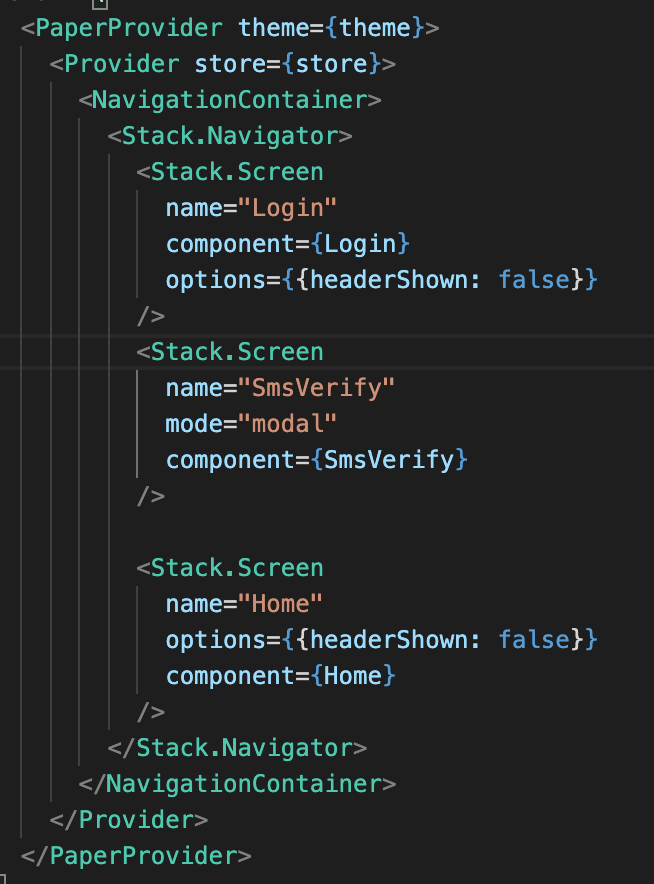 <PaperProvider theme={theme}>
<Provider store={store}>
<NavigationContainer>
<Stack.Navigator>
<Stack.Screen
name="Login"
component={Login}
options={{headerShown: false}}
/>
<Stack.Screen
name="SmsVerify"
mode="modal"
component={SmsVerify}
/>
<Stack.Screen
name="Home"
options={{headerShown: false}}
component={Home}
/>
</Stack.Navigator>
</NavigationContainer>
</Provider>
</PaperProvider>